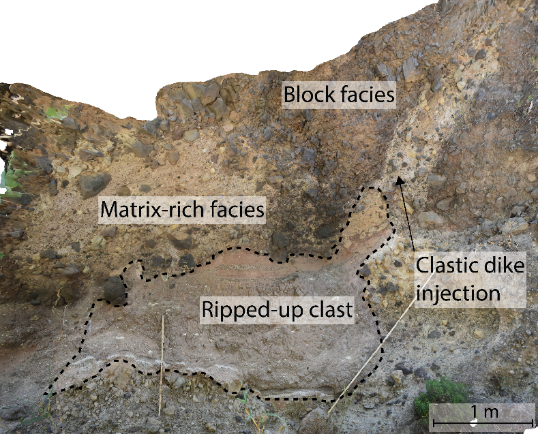 Block facies
Matrix-rich facies
Clastic dike
injection
Ripped-up clast
1 m